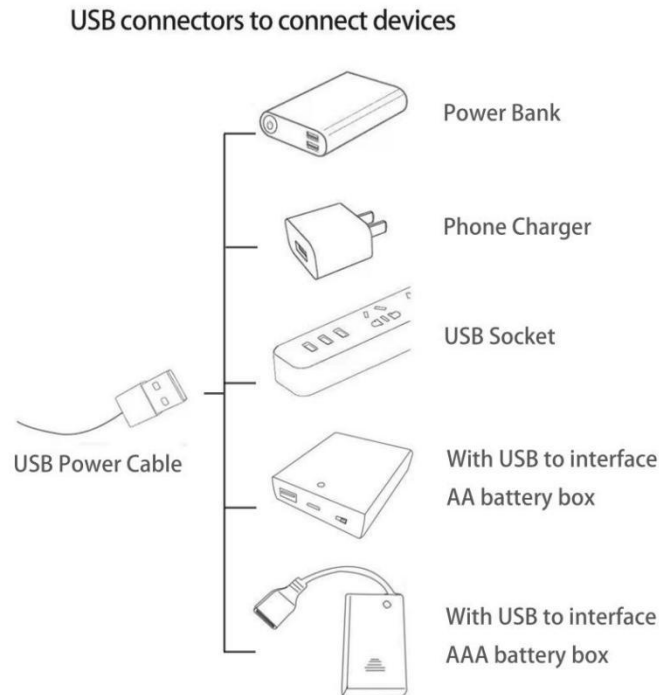 USB connectors to connect devices
Power Bank
Phone Charger
USB Socket
USB Power Cable
With USB to interface
AA battery box
With USB to interface
AAA battery box